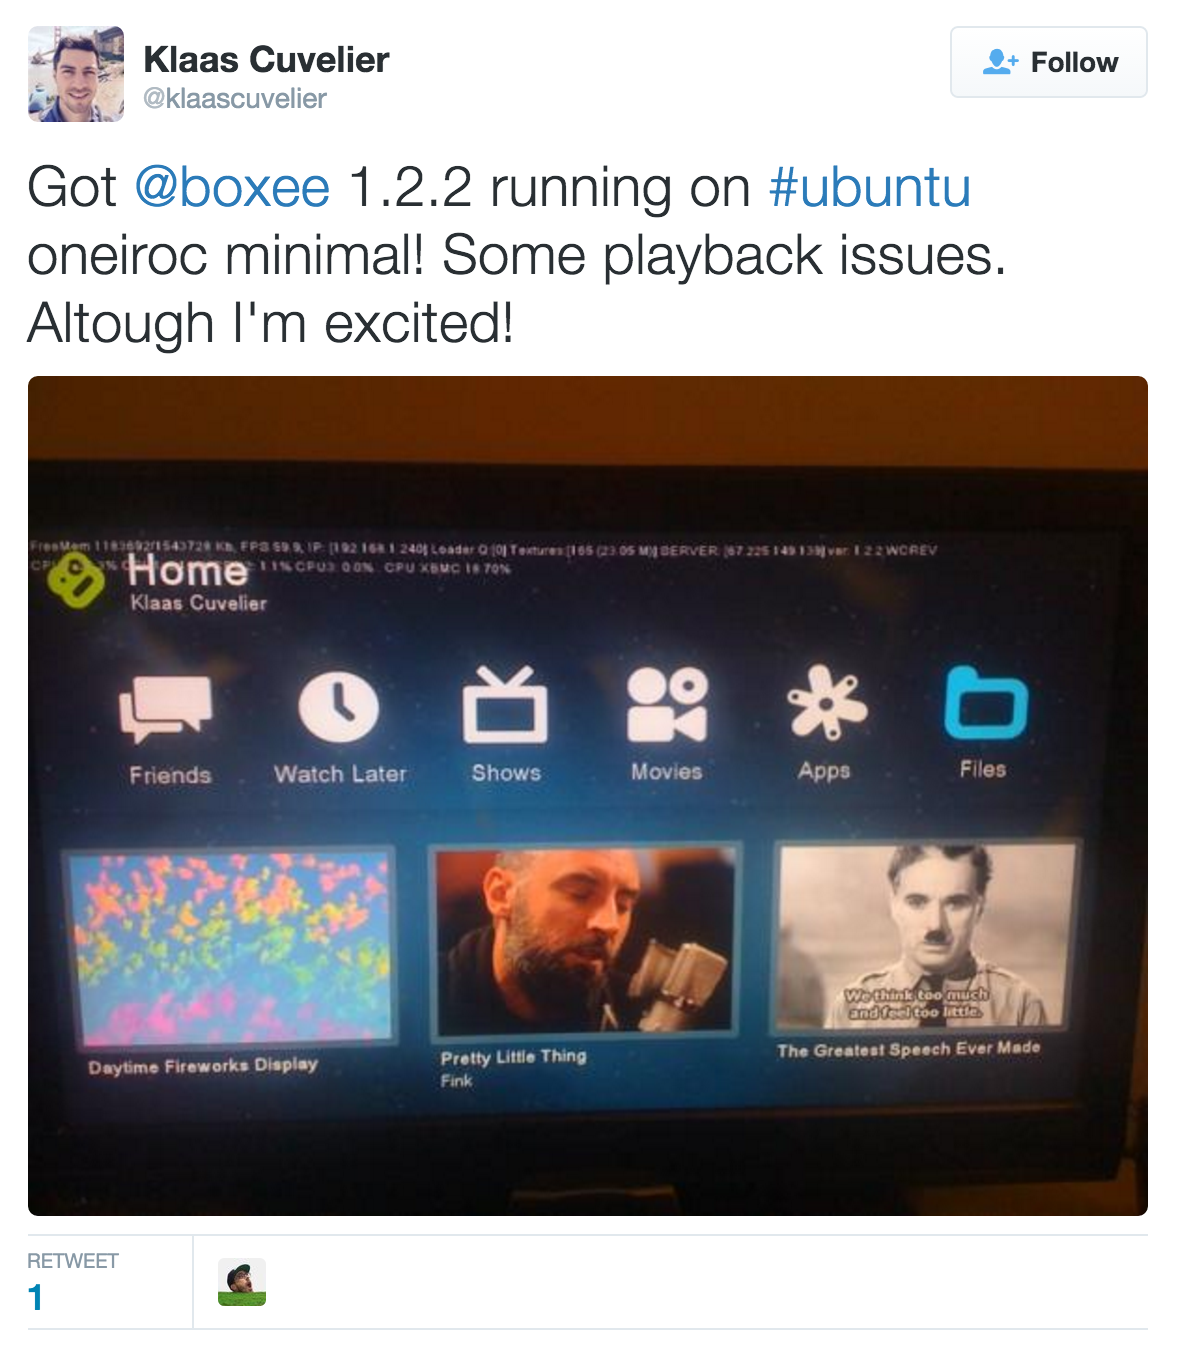 Klaas Cuvelier
@klaascuvelier
Follow
Got @boxee 1.2.2 running on #ubuntu
oneiroc minimal! Some playback issues.
Altough I'm excited!
FreeMem 1183692/1543728 Kb, FPS 59.9, IP: [192.168.1.240] Loader Q:[0] Textures:[165 (23.05 M)] SERVER: [67.225.149.139] ver: 1.2.2 WCREV
1.1% CPU3: 0.0% CPU XBMC 18.70%
Home
Klaas Cuvelier
Friends
Watch Later
Shows
Movies
Apps
Files
We think too much
and feel too little.
Daytime Fireworks Display
Pretty Little Thing
Fink
The Greatest Speech Ever Made
RETWEET
1